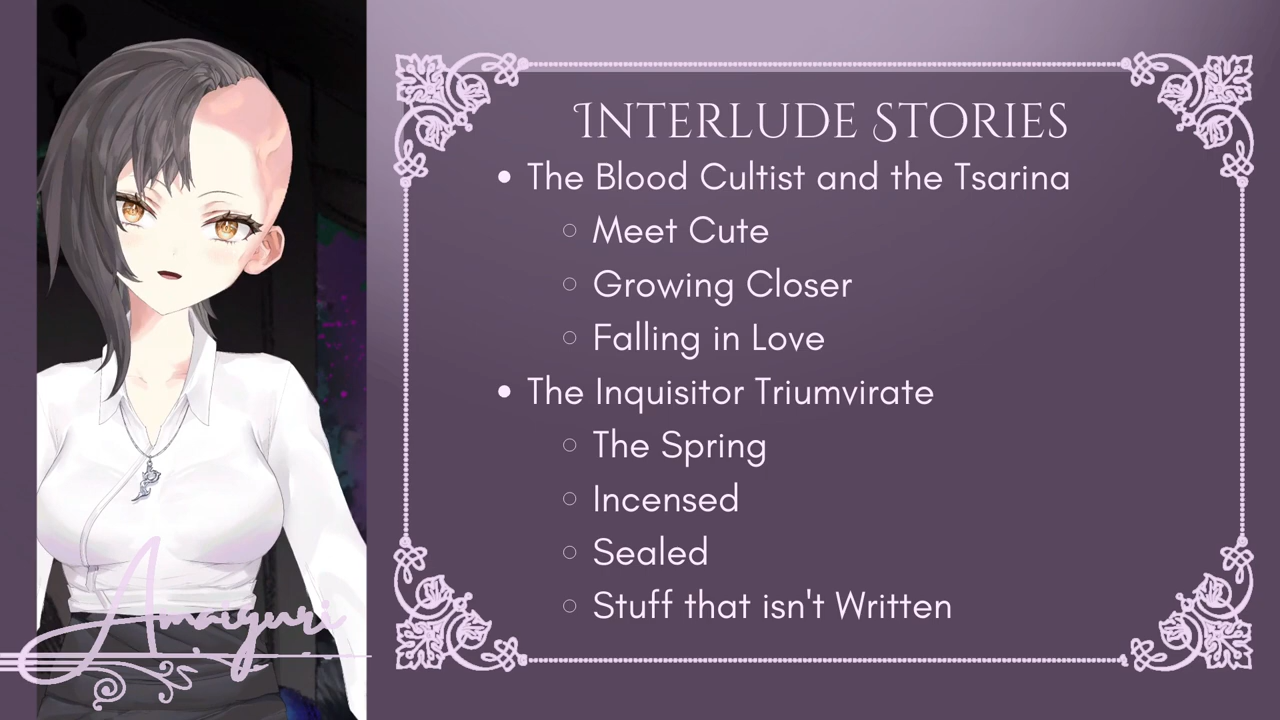 Interlude Stories
• The Blood Cultist and the Tsarina
○ Meet Cute
○ Growing Closer
○ Falling in Love
• The Inquisitor Triumvirate
○ The Spring
○ Incensed
○ Sealed
○ Stuff that isn't Written
Amaiguri